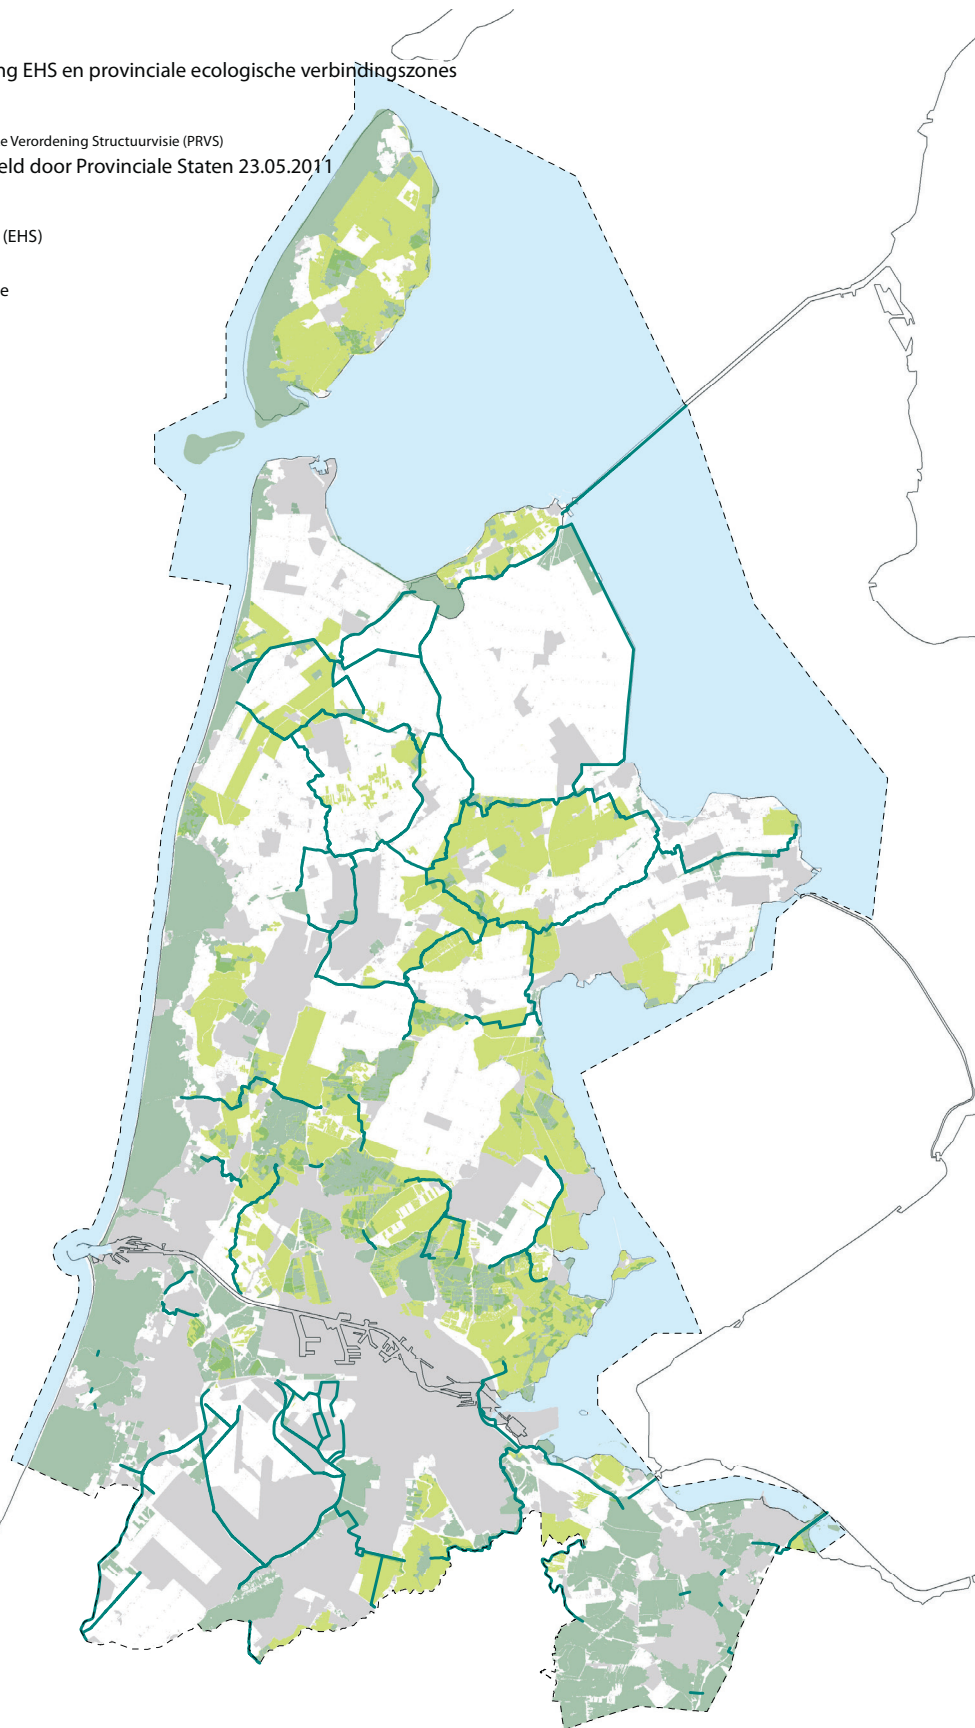 ng EHS en provinciale ecologische verbindingszones
e Verordening Structuurvisie (PRVS)
eld door Provinciale Staten 23.05.2011
(EHS)
e